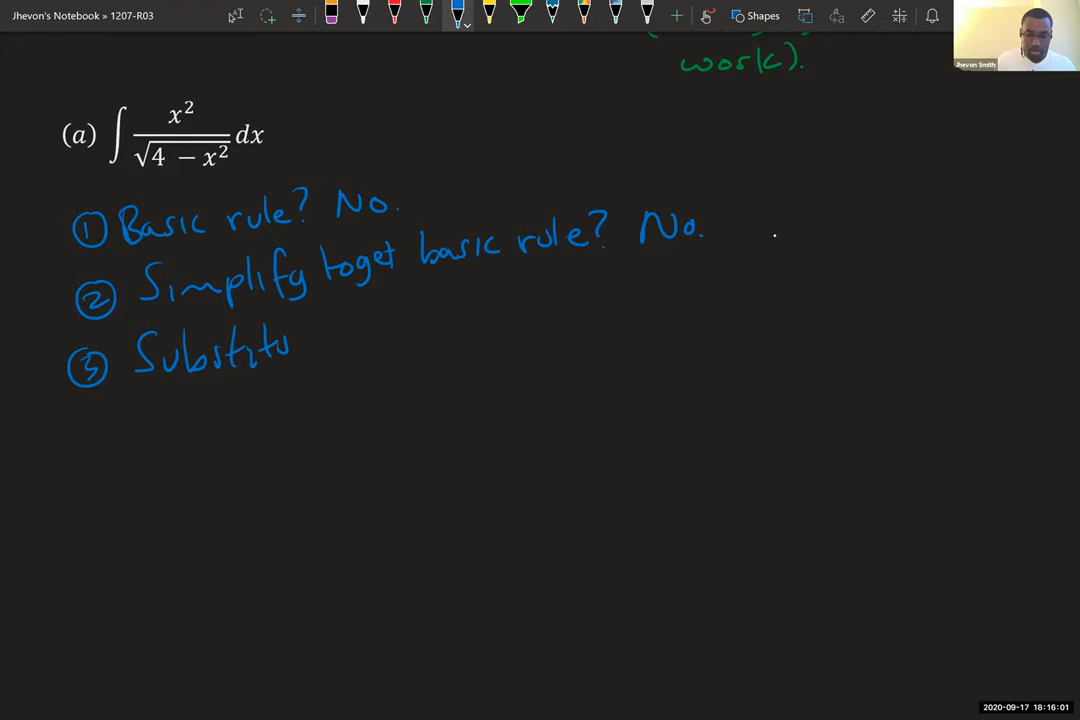 Jhevon's Notebook » 1207-R03
Shapes
Jhevon Smith
work).
(a) ∫ x² / √(4 − x²) dx
① Basic rule? No.
② Simplify to get basic rule? No.
③ Substitu
2020-09-17 18:16:01